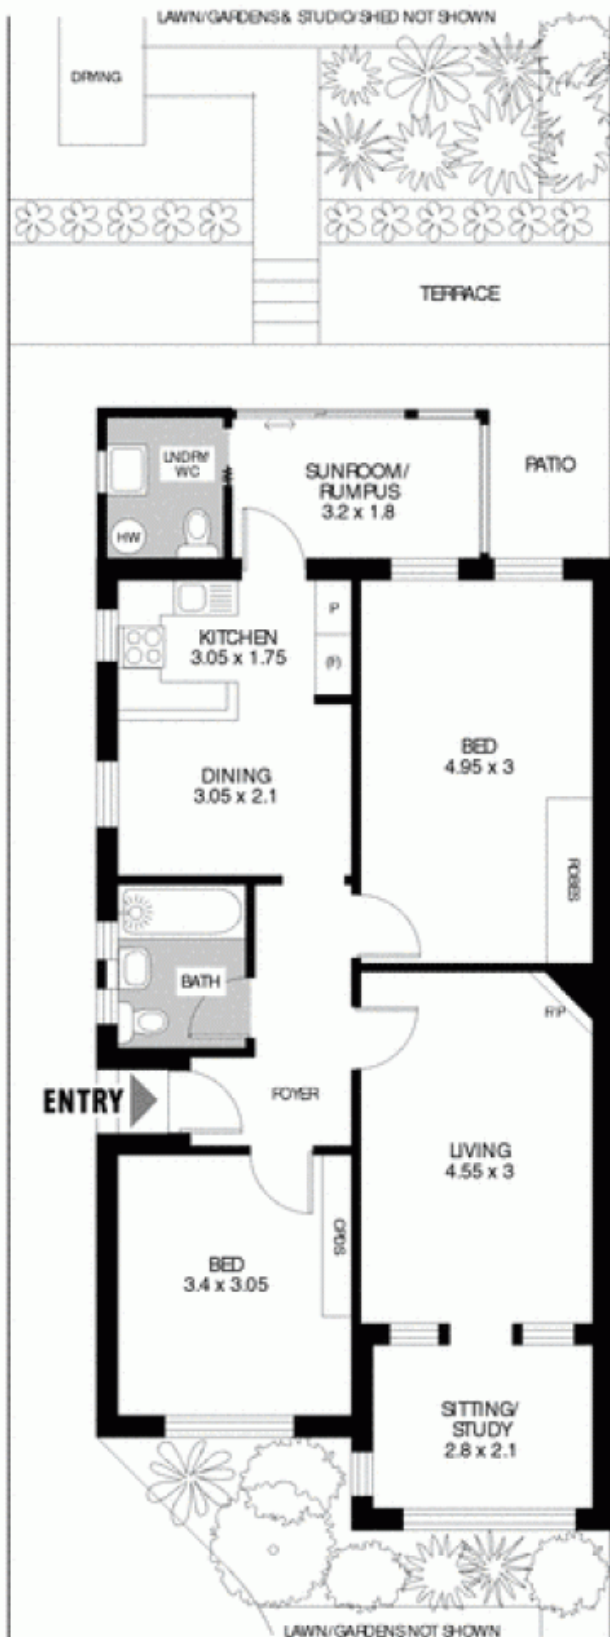 LAWN/GARDENS & STUDIO/SHED NOT SHOWN
DRYING
TERRACE
LNDRY
WC
HW
SUNROOM/
RUMPUS
3.2 x 1.8
PATIO
KITCHEN
3.05 x 1.75
P
(F)
BED
4.95 x 3
DINING
3.05 x 2.1
ROBES
BATH
F/P
ENTRY
FOYER
LIVING
4.55 x 3
BED
3.4 x 3.05
CPDS
SITTING/
STUDY
2.8 x 2.1
LAWN/GARDENS NOT SHOWN